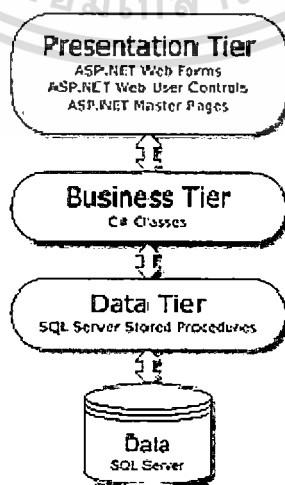 Presentation Tier
ASP.NET Web Forms
ASP.NET Web User Controls
ASP.NET Master Pages
Business Tier
C# Classes
Data Tier
SQL Server Stored Procedures
Data
SQL Server